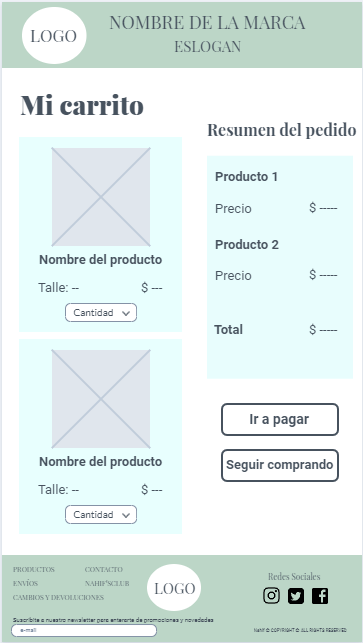 LOGO
NOMBRE DE LA MARCA
ESLOGAN
Mi carrito
Nombre del producto
Talle: -- $ ---
Cantidad
Nombre del producto
Talle: -- $ ---
Cantidad
Resumen del pedido
Producto 1
Precio $ -----
Producto 2
Precio $ -----
Total $ -----
Ir a pagar
Seguir comprando
PRODUCTOS CONTACTO
ENVÍOS NAHIF'SCLUB
CAMBIOS Y DEVOLUCIONES
Suscribite a nuestro newsletter para enterarte de promociones y novedades
e-mail
LOGO
Redes Sociales
Nahif © COPYRIGHT © ALL RIGHTS RESERVED